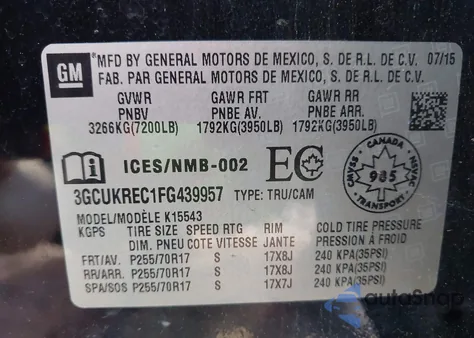 GM
*MFD BY GENERAL MOTORS DE MEXICO, S. DE R.L. DE C.V. 07/15
FAB. PAR GENERAL MOTORS DE MEXICO, S. DE R.L. DE C.V.
GVWR GAWR FRT GAWR RR
PNBV PNBE AV. PNBE ARR.
3266KG(7200LB) 1792KG(3950LB) 1792KG(3950LB)
i ICES/NMB-002 EC
CANADA
CMVSS 985 NSVAC
TRANSPORT
3GCUKREC1FG439957 TYPE: TRU/CAM
MODEL/MODÈLE K15543
KGPS TIRE SIZE SPEED RTG RIM COLD TIRE PRESSURE
DIM. PNEU COTE VITESSE JANTE PRESSION À FROID
FRT/AV. P255/70R17 S 17X8J 240 KPA(35PSI)
RR/ARR. P255/70R17 S 17X8J 240 KPA(35PSI)
SPA/SOS P255/70R17 S 17X7J 240 KPA(35PSI)
autoSnap